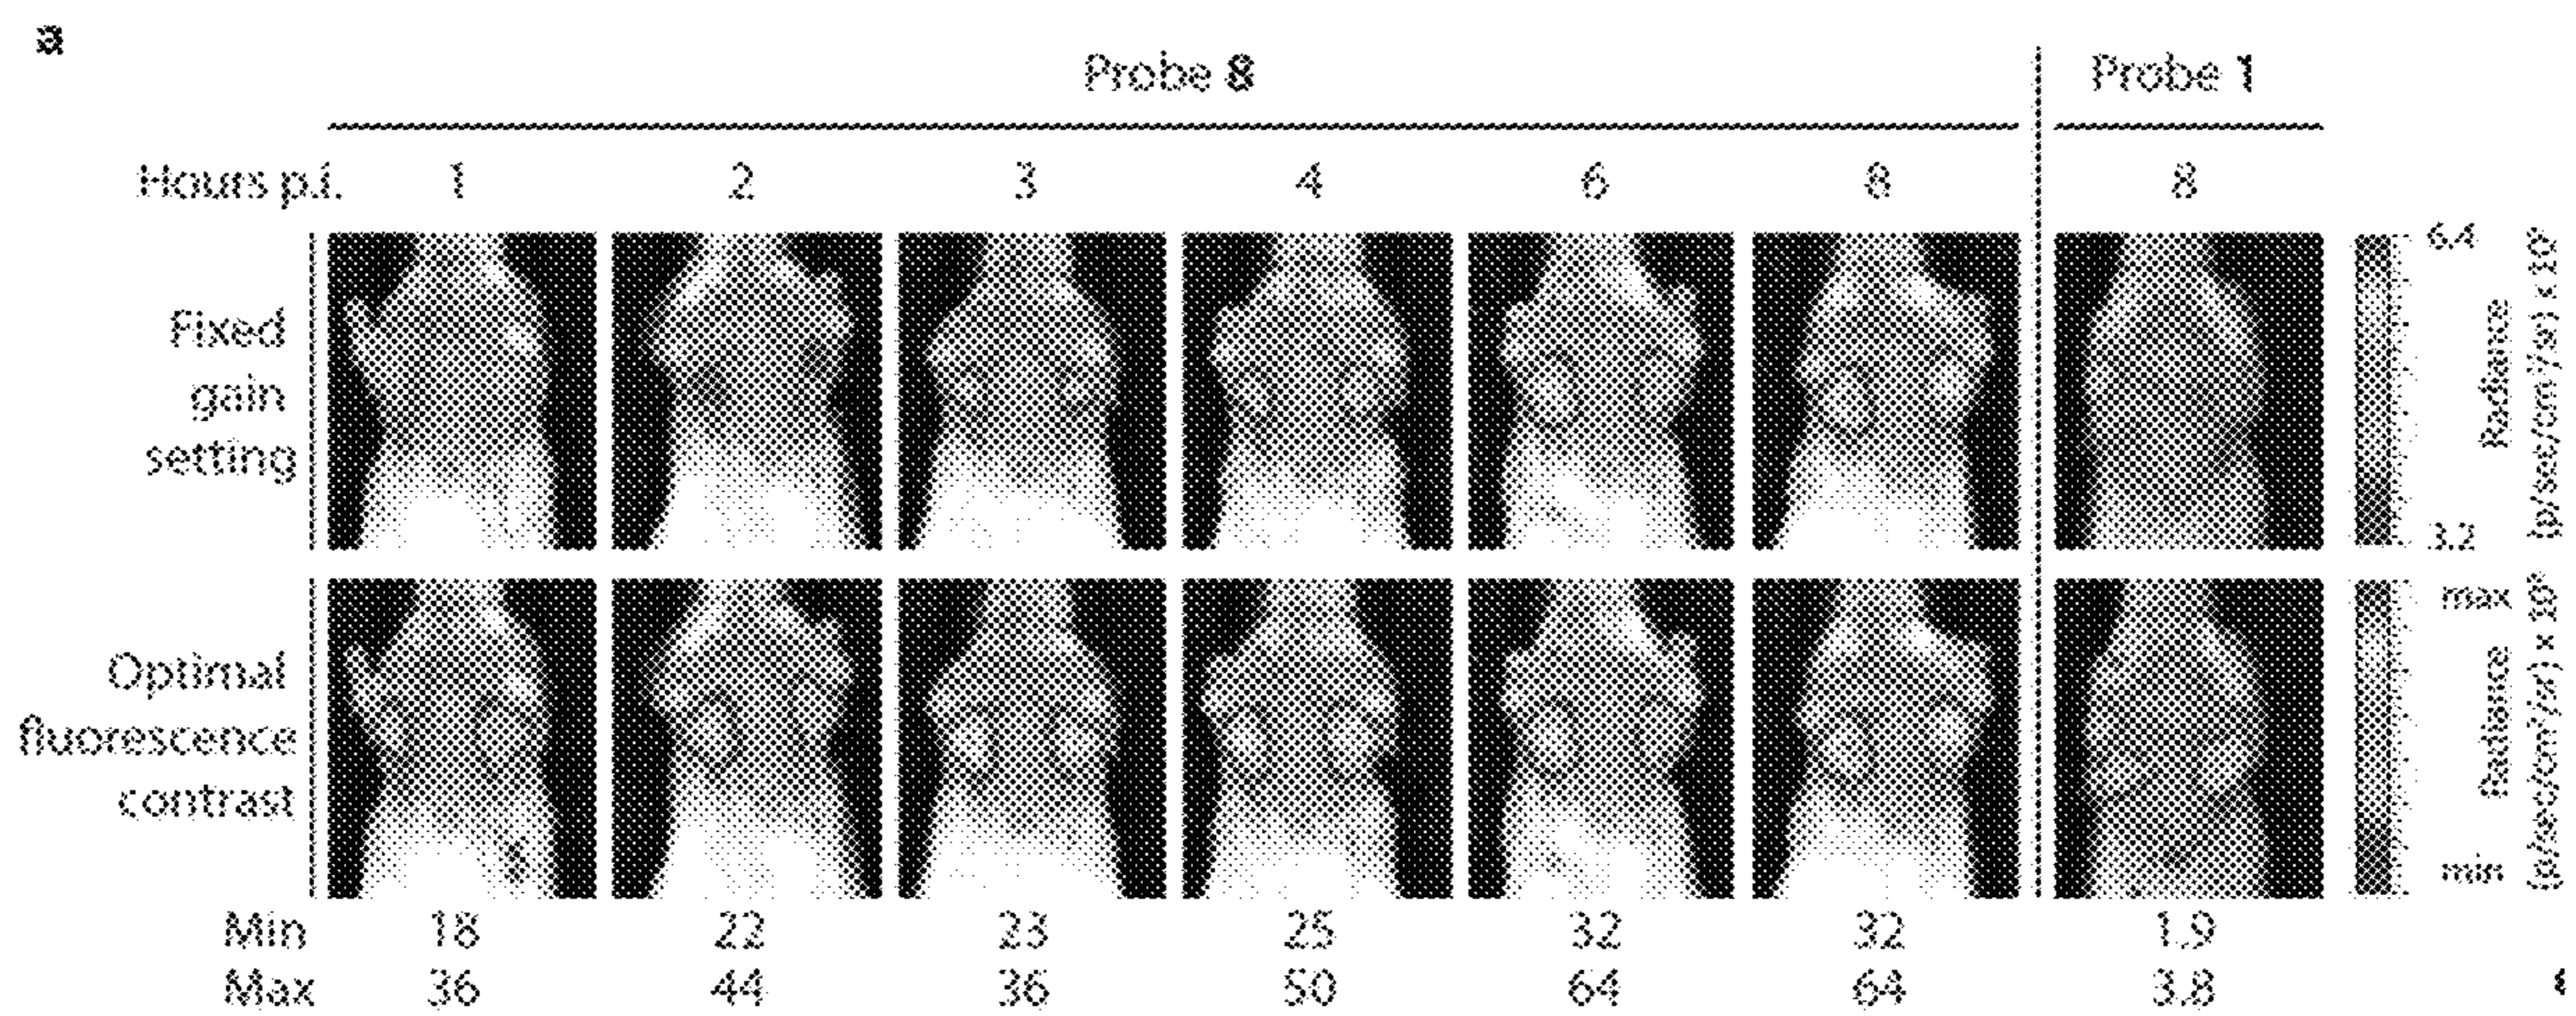 a
Probe 8
Probe 1
Hours p.i. 1 2 3 4 6 8 8
Fixed
gain
setting
6.4
3.2
Radiance
Optimal
fluorescence
contrast
max
min
Radiance
Min 18 22 23 25 32 32 1.9
Max 36 44 36 50 64 64 3.8